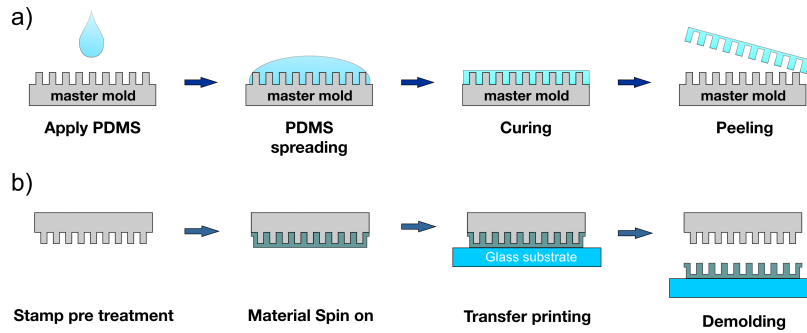 a)
master mold
master mold
master mold
master mold
Apply PDMS
PDMS
spreading
Curing
Peeling
b)
Glass substrate
Stamp pre treatment
Material Spin on
Transfer printing
Demolding